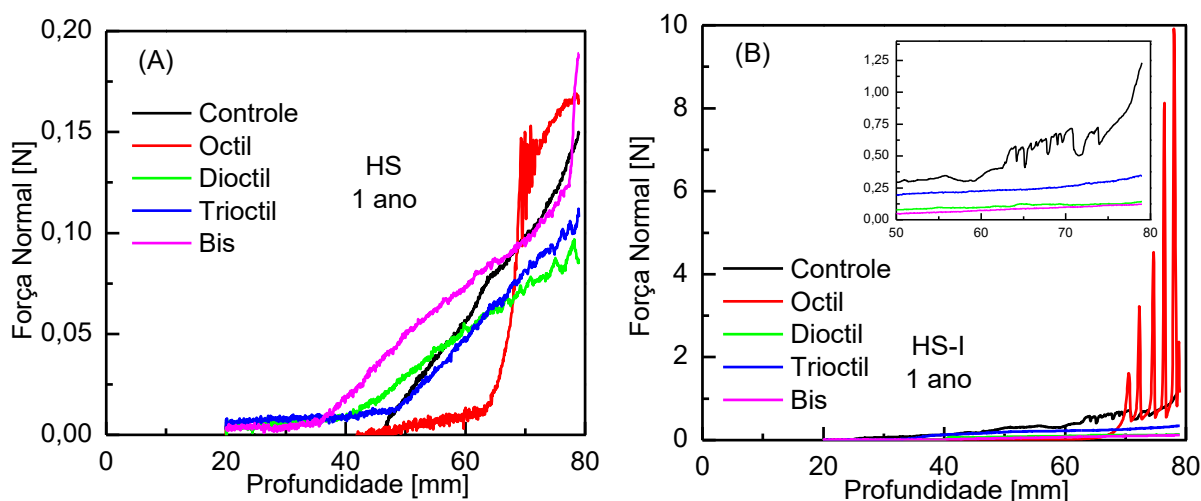 (A)
Controle
Octil
Dioctil
Trioctil
Bis
HS
1 ano
0,20
0,15
0,10
0,05
0,00
0
20
40
60
80
Força Normal [N]
Profundidade [mm]
(B)
Controle
Octil
Dioctil
Trioctil
Bis
HS-I
1 ano
10
8
6
4
2
0
0
20
40
60
80
Força Normal [N]
Profundidade [mm]
1,25
1,00
0,75
0,50
0,25
0,00
50
60
70
80